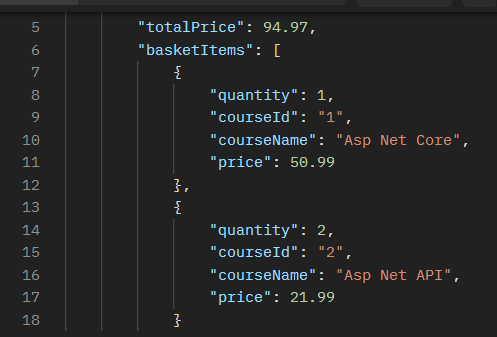 5 "totalPrice": 94.97,
6 "basketItems": [
7 {
8 "quantity": 1,
9 "courseId": "1",
10 "courseName": "Asp Net Core",
11 "price": 50.99
12 },
13 {
14 "quantity": 2,
15 "courseId": "2",
16 "courseName": "Asp Net API",
17 "price": 21.99
18 }